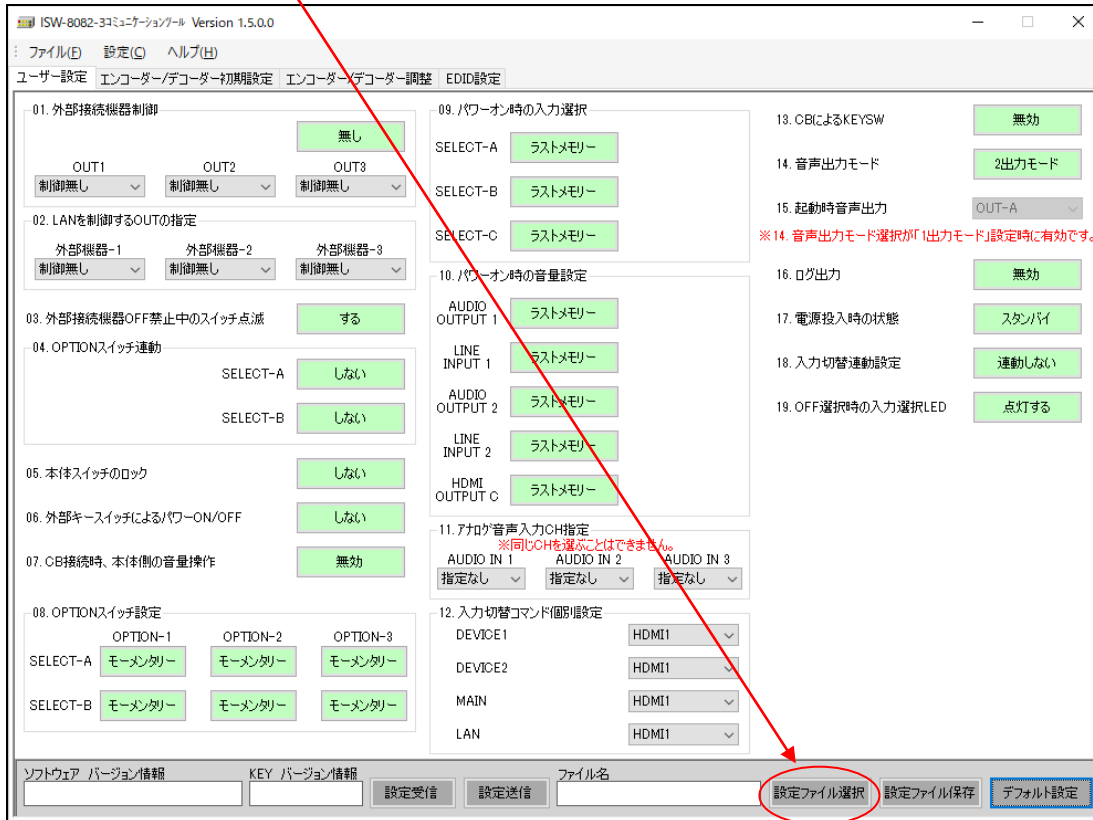 ISW-8082-3コミュニケーションツール Version 1.5.0.0
ファイル(F) 設定(C) ヘルプ(H)
ユーザー設定 エンコーダー/デコーダー初期設定 エンコーダー/デコーダー調整 EDID設定
01. 外部接続機器制御
無し
OUT1 OUT2 OUT3
制御無し 制御無し 制御無し
02. LANを制御するOUTの指定
外部機器-1 外部機器-2 外部機器-3
制御無し 制御無し 制御無し
03. 外部接続機器OFF禁止中のスイッチ点滅 する
04. OPTIONスイッチ連動
SELECT-A しない
SELECT-B しない
05. 本体スイッチのロック しない
06. 外部キースイッチによるパワーON/OFF しない
07. CB接続時、本体側の音量操作 無効
08. OPTIONスイッチ設定
OPTION-1 OPTION-2 OPTION-3
SELECT-A モーメンタリー モーメンタリー モーメンタリー
SELECT-B モーメンタリー モーメンタリー モーメンタリー
09. パワーオン時の入力選択
SELECT-A ラストメモリー
SELECT-B ラストメモリー
SELECT-C ラストメモリー
10. パワーオン時の音量設定
AUDIO
OUTPUT 1 ラストメモリー
LINE
INPUT 1 ラストメモリー
AUDIO
OUTPUT 2 ラストメモリー
LINE
INPUT 2 ラストメモリー
HDMI
OUTPUT C ラストメモリー
11. アナログ音声入力CH指定
※同じCHを選ぶことはできません。
AUDIO IN 1 AUDIO IN 2 AUDIO IN 3
指定なし 指定なし 指定なし
12. 入力切替コマンド個別設定
DEVICE1 HDMI1
DEVICE2 HDMI1
MAIN HDMI1
LAN HDMI1
13. CBによるKEYSW 無効
14. 音声出力モード 2出力モード
15. 起動時音声出力 OUT-A
※14. 音声出力モード選択が「1出力モード」設定時に有効です。
16. ログ出力 無効
17. 電源投入時の状態 スタンバイ
18. 入力切替連動設定 連動しない
19. OFF選択時の入力選択LED 点灯する
ソフトウェア バージョン情報 KEY バージョン情報 ファイル名
設定受信 設定送信 設定ファイル選択 設定ファイル保存 デフォルト設定